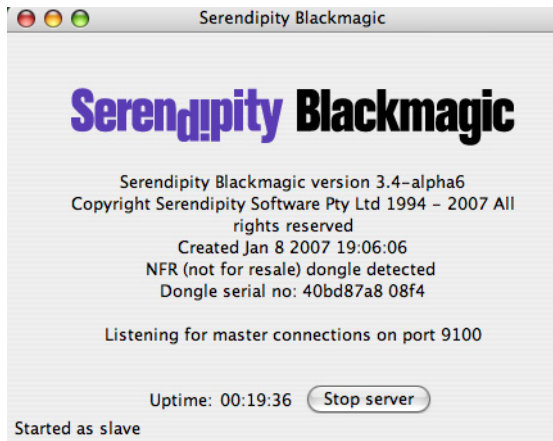 Serendipity Blackmagic
Serendipity Blackmagic
Serendipity Blackmagic version 3.4-alpha6
Copyright Serendipity Software Pty Ltd 1994 – 2007 All
rights reserved
Created Jan 8 2007 19:06:06
NFR (not for resale) dongle detected
Dongle serial no: 40bd87a8 08f4
Listening for master connections on port 9100
Uptime: 00:19:36 Stop server
Started as slave